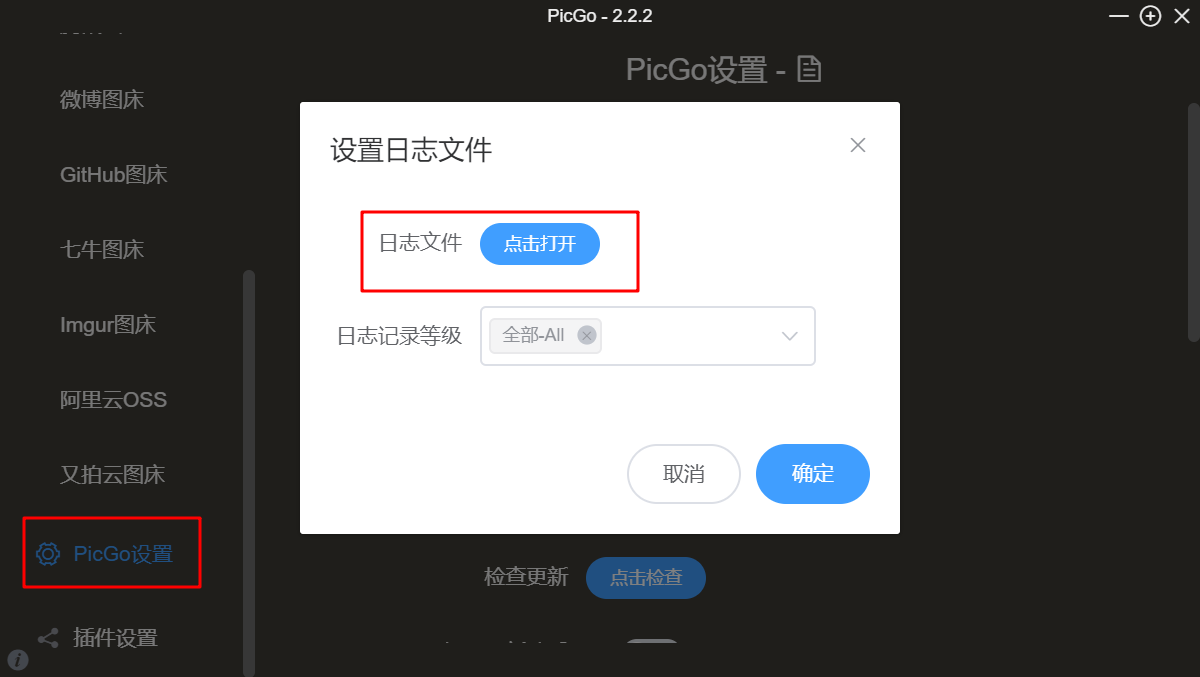 PicGo - 2.2.2
微博图床
GitHub图床
七牛图床
Imgur图床
阿里云OSS
又拍云图床
PicGo设置
插件设置
PicGo设置 -
设置日志文件
日志文件 点击打开
日志记录等级 全部-All
取消 确定
检查更新 点击检查